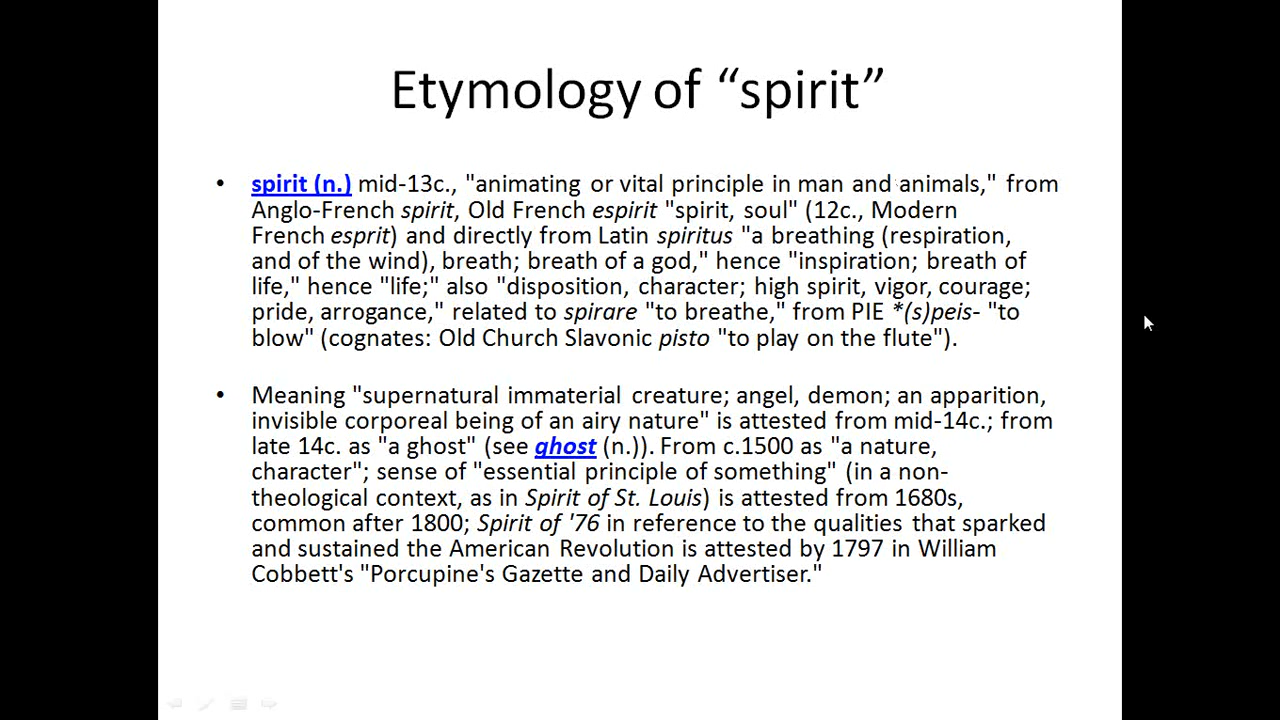 Etymology of “spirit”
• spirit (n.) mid-13c., "animating or vital principle in man and animals," from
Anglo-French spirit, Old French espirit "spirit, soul" (12c., Modern
French esprit) and directly from Latin spiritus "a breathing (respiration,
and of the wind), breath; breath of a god," hence "inspiration; breath of
life," hence "life;" also "disposition, character; high spirit, vigor, courage;
pride, arrogance," related to spirare "to breathe," from PIE *(s)peis- "to
blow" (cognates: Old Church Slavonic pisto "to play on the flute").
• Meaning "supernatural immaterial creature; angel, demon; an apparition,
invisible corporeal being of an airy nature" is attested from mid-14c.; from
late 14c. as "a ghost" (see ghost (n.)). From c.1500 as "a nature,
character"; sense of "essential principle of something" (in a non-
theological context, as in Spirit of St. Louis) is attested from 1680s,
common after 1800; Spirit of '76 in reference to the qualities that sparked
and sustained the American Revolution is attested by 1797 in William
Cobbett's "Porcupine's Gazette and Daily Advertiser."